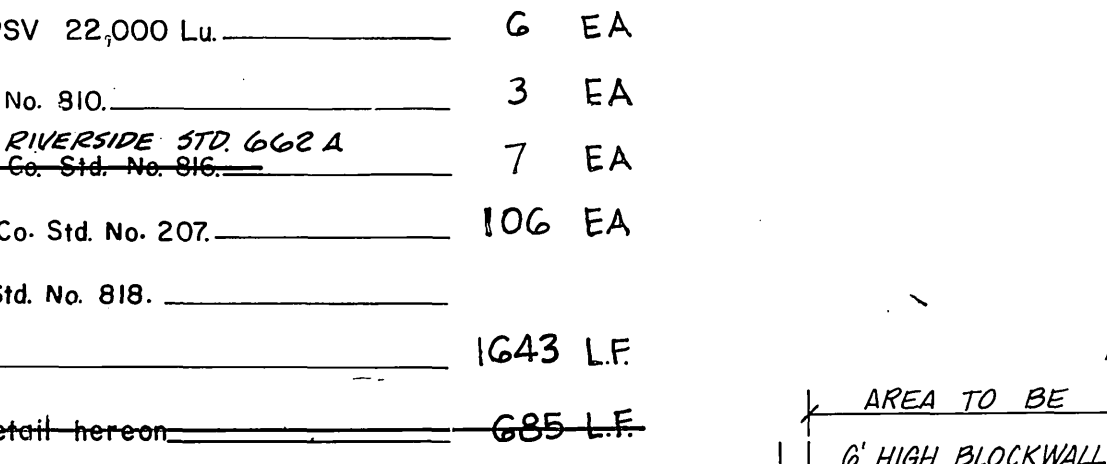 PSV 22,000 Lu. 6 EA
No. 810. 3 EA
RIVERSIDE STD. 662 A
Co. Std. No. 816. 7 EA
Co. Std. No. 207. 106 EA
Std. No. 818.
1643 L.F.
etail hereon 685 L.F.
AREA TO BE
6' HIGH BLOCKWALL